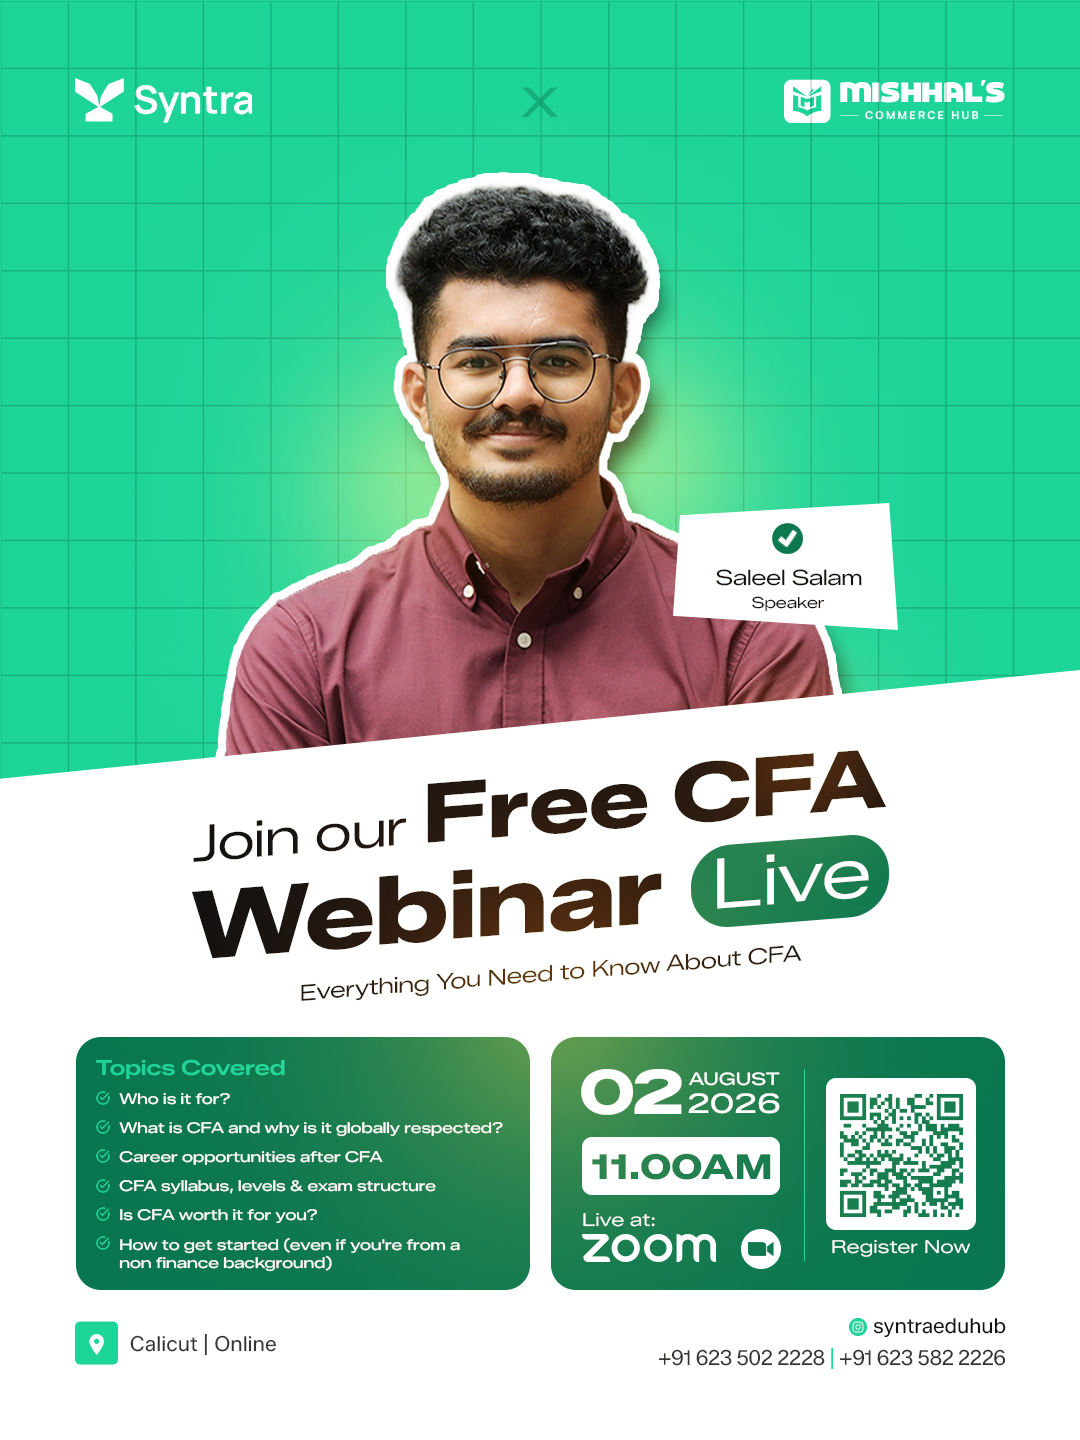 Syntra
X
MISHHAL'S
COMMERCE HUB
Saleel Salam
Speaker
Join our Free CFA
Webinar Live
Everything You Need to Know About CFA
Topics Covered
Who is it for?
What is CFA and why is it globally respected?
Career opportunities after CFA
CFA syllabus, levels & exam structure
Is CFA worth it for you?
How to get started (even if you're from a
non finance background)
02 AUGUST
2026
11.00AM
Live at:
zoom
Register Now
Calicut | Online
syntraeduhub
+91 623 502 2228 | +91 623 582 2226